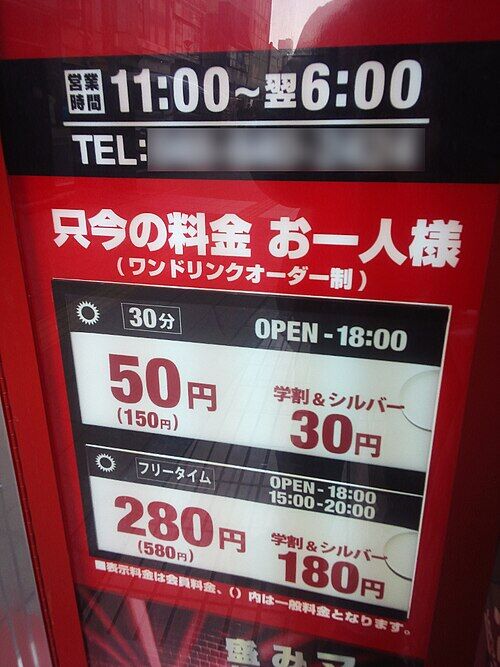 営業時間 11:00~翌6:00
TEL:
只今の料金 お一人様
(ワンドリンクオーダー制)
30分 OPEN-18:00
50円 (150円)
学割&シルバー 30円
フリータイム OPEN-18:00 15:00-20:00
280円 (580円)
学割&シルバー 180円
■表示料金は会員料金、()内は一般料金となります。